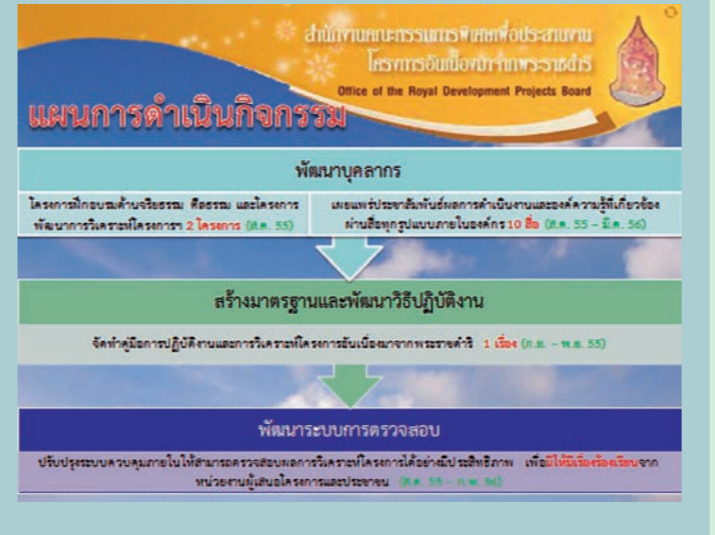 สำนักงานคณะกรรมการพิเศษเพื่อประสานงาน
โครงการอันเนื่องมาจากพระราชดำริ
Office of the Royal Development Projects Board
แผนการดำเนินกิจกรรม
พัฒนาบุคลากร
โครงการฝึกอบรมด้านจริยธรรม ศีลธรรม และโครงการ
พัฒนาการวิเคราะห์โครงการฯ 2 โครงการ (ส.ค. 55)
เผยแพร่ประชาสัมพันธ์ผลการดำเนินงานและองค์ความรู้ที่เกี่ยวข้อง
ผ่านสื่อทุกรูปแบบภายในองค์กร 10 สื่อ (ส.ค. 55 – มี.ค. 56)
สร้างมาตรฐานและพัฒนาวิธีปฏิบัติงาน
จัดทำคู่มือการปฏิบัติงานและการวิเคราะห์โครงการอันเนื่องมาจากพระราชดำริ 1 เรื่อง (ก.ย. – พ.ย. 55)
พัฒนาระบบการตรวจสอบ
ปรับปรุงระบบควบคุมภายในให้สามารถตรวจสอบผลการวิเคราะห์โครงการได้อย่างมีประสิทธิภาพ เพื่อมิให้มีเรื่องร้องเรียนจาก
หน่วยงานผู้เสนอโครงการและประชาชน (ส.ค. 55 – ก.พ. 56)